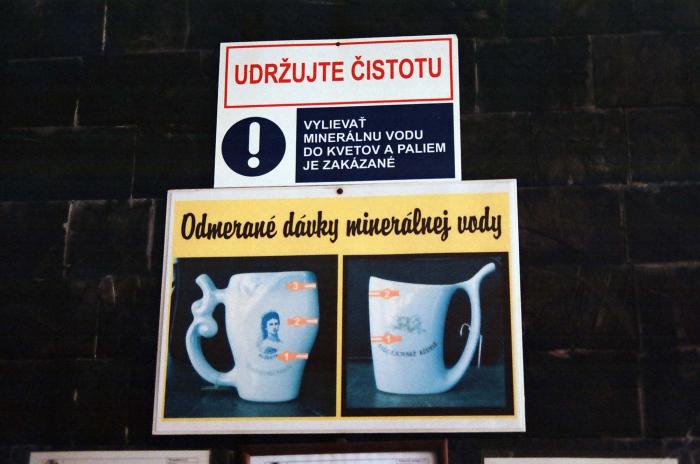 UDRŽUJTE ČISTOTU
!
VYLIEVAŤ
MINERÁLNU VODU
DO KVETOV A PALIEM
JE ZAKÁZANÉ
Odmerané dávky minerálnej vody
3
2
1
2
1